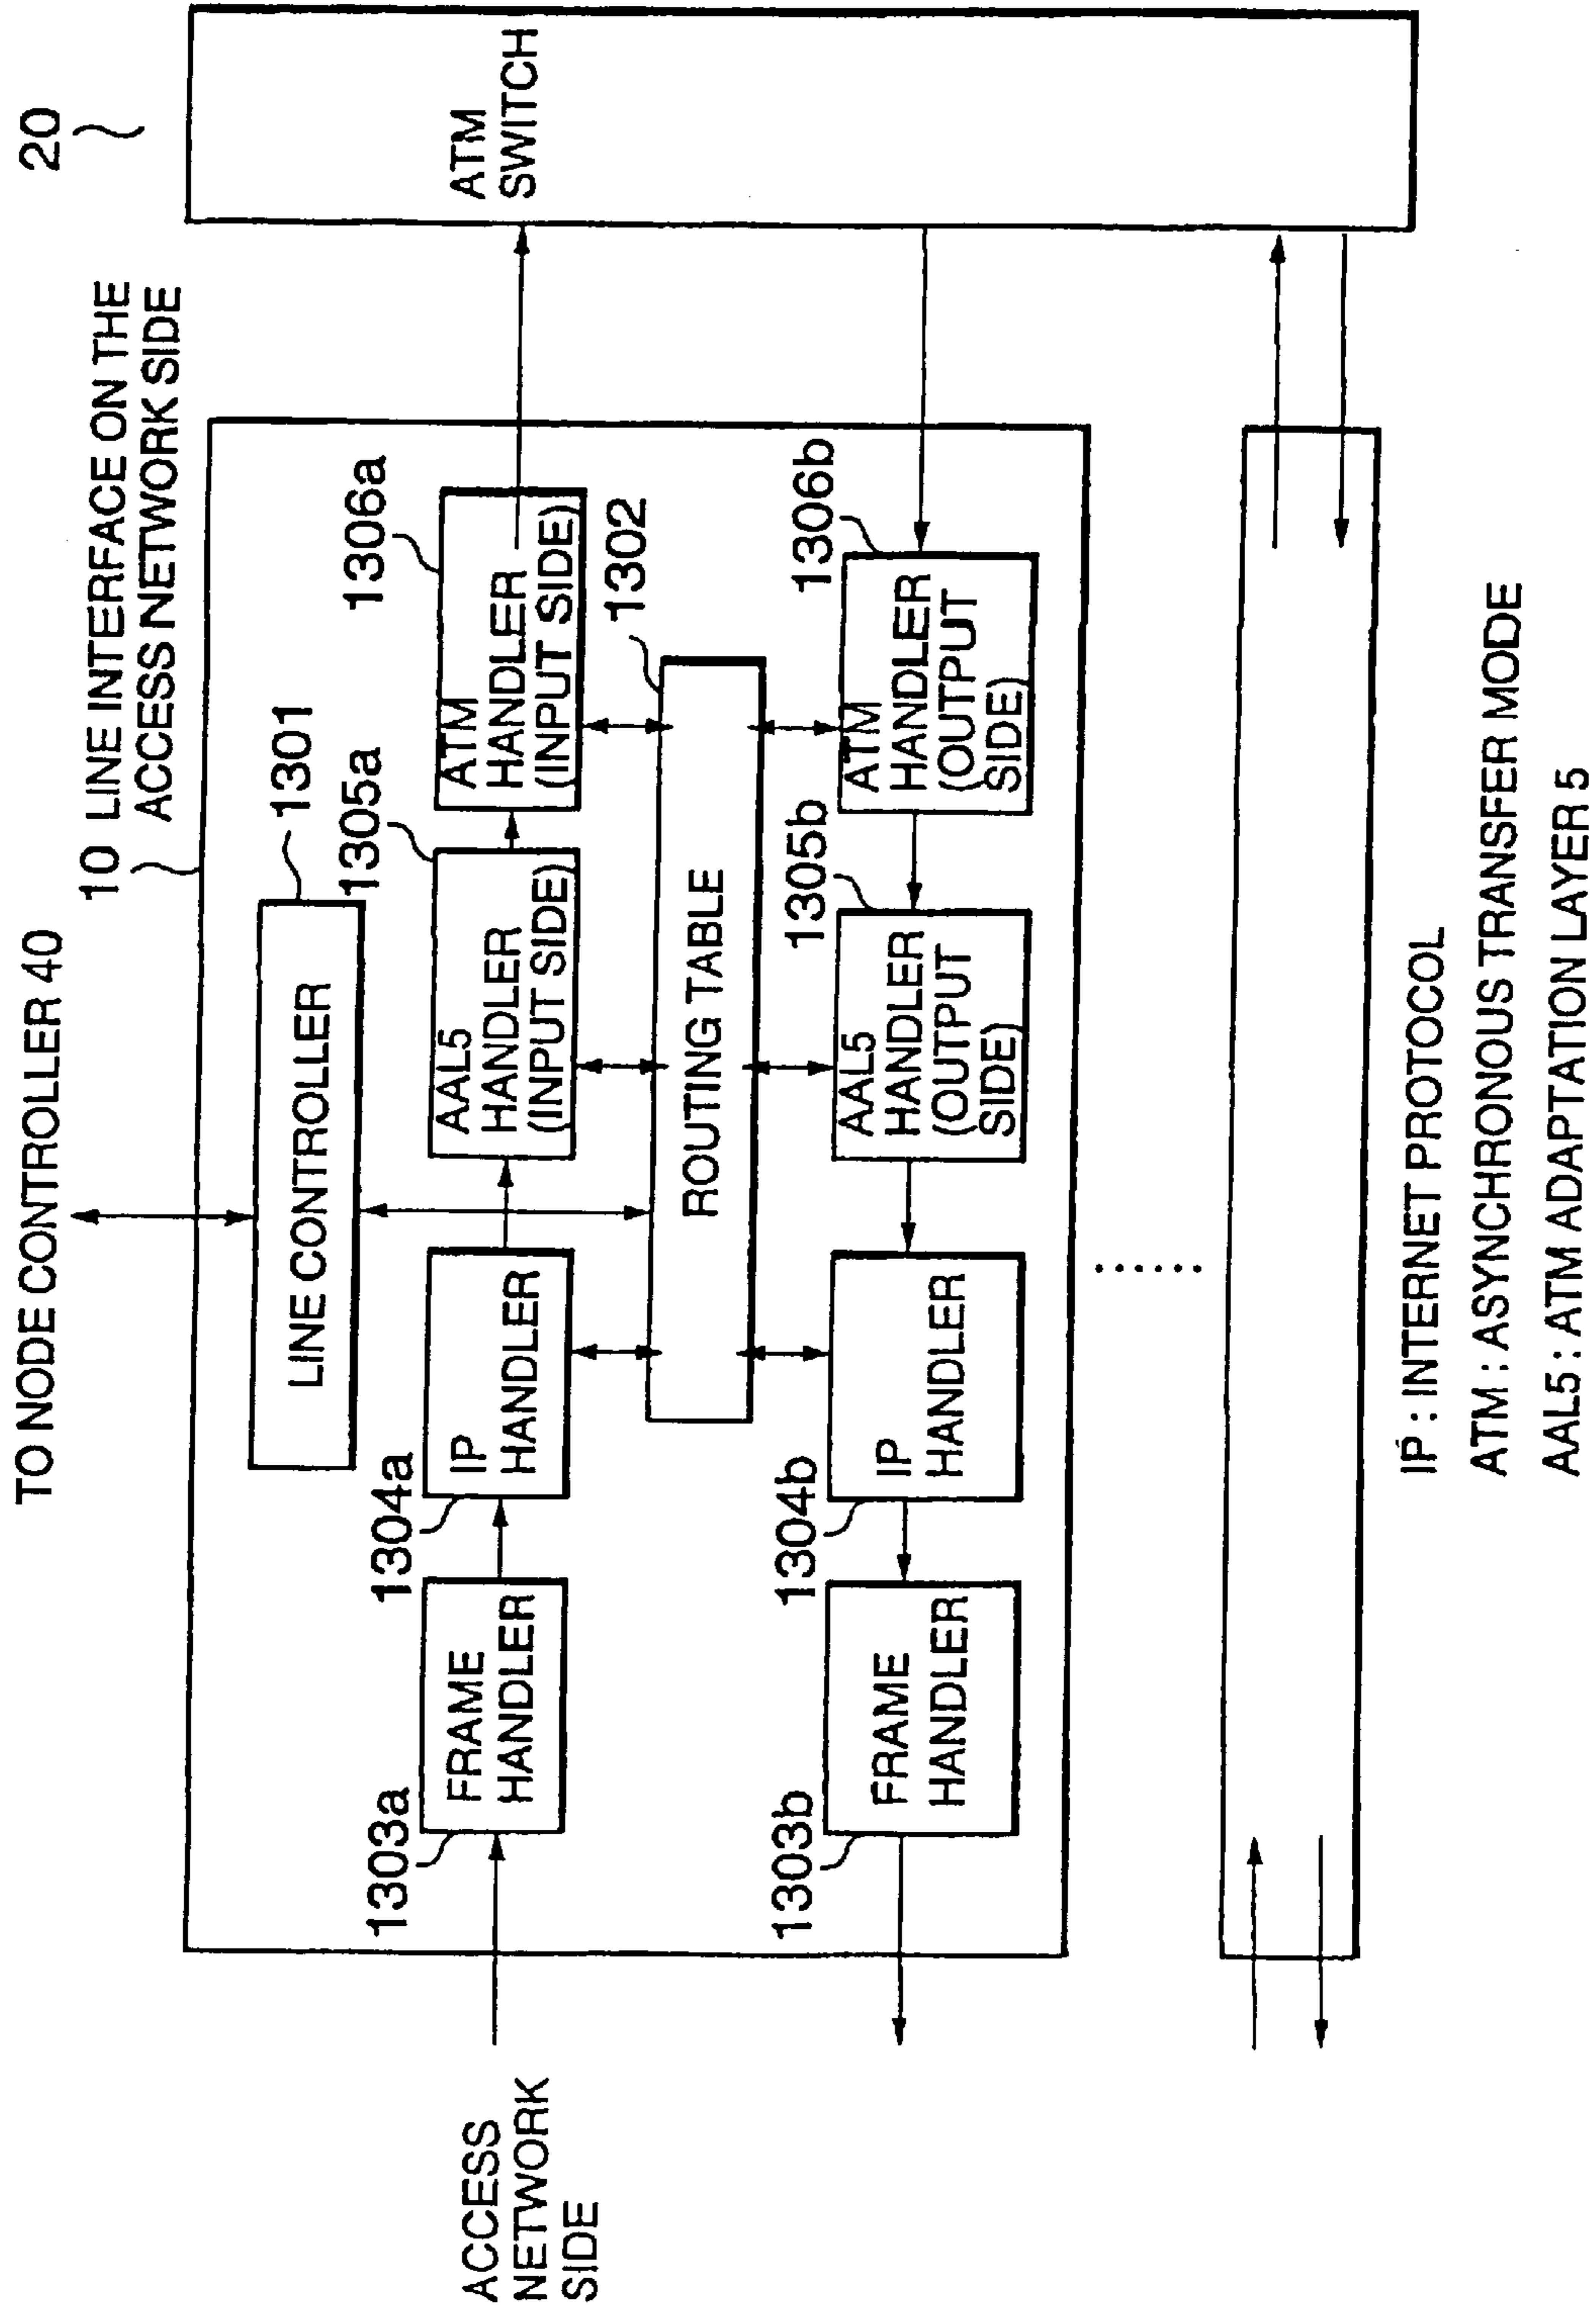 TO NODE CONTROLLER 40
10 LINE INTERFACE ON THE
ACCESS NETWORK SIDE
20
LINE CONTROLLER
1301
1303a
FRAME
HANDLER
1304a
IP
HANDLER
1305a
AAL5
HANDLER
(INPUT SIDE)
1306a
ATM
HANDLER
(INPUT SIDE)
ATM
SWITCH
ACCESS
NETWORK
SIDE
ROUTING TABLE
1302
1303b
FRAME
HANDLER
1304b
IP
HANDLER
1305b
AAL5
HANDLER
(OUTPUT
SIDE)
1306b
ATM
HANDLER
(OUTPUT
SIDE)
IP : INTERNET PROTOCOL
ATM : ASYNCHRONOUS TRANSFER MODE
AAL5 : ATM ADAPTATION LAYER 5